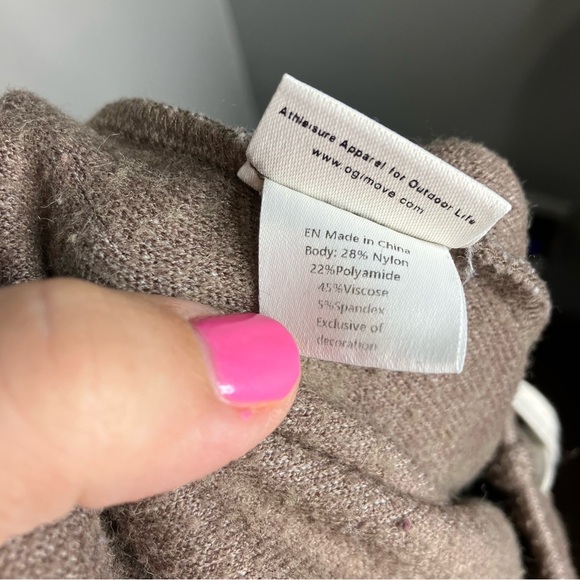 Athleisure Apparel for Outdoor Life
www.ogimove.com
EN Made in China
Body: 28% Nylon
22%Polyamide
45%Viscose
5%Spandex
Exclusive of
decoration